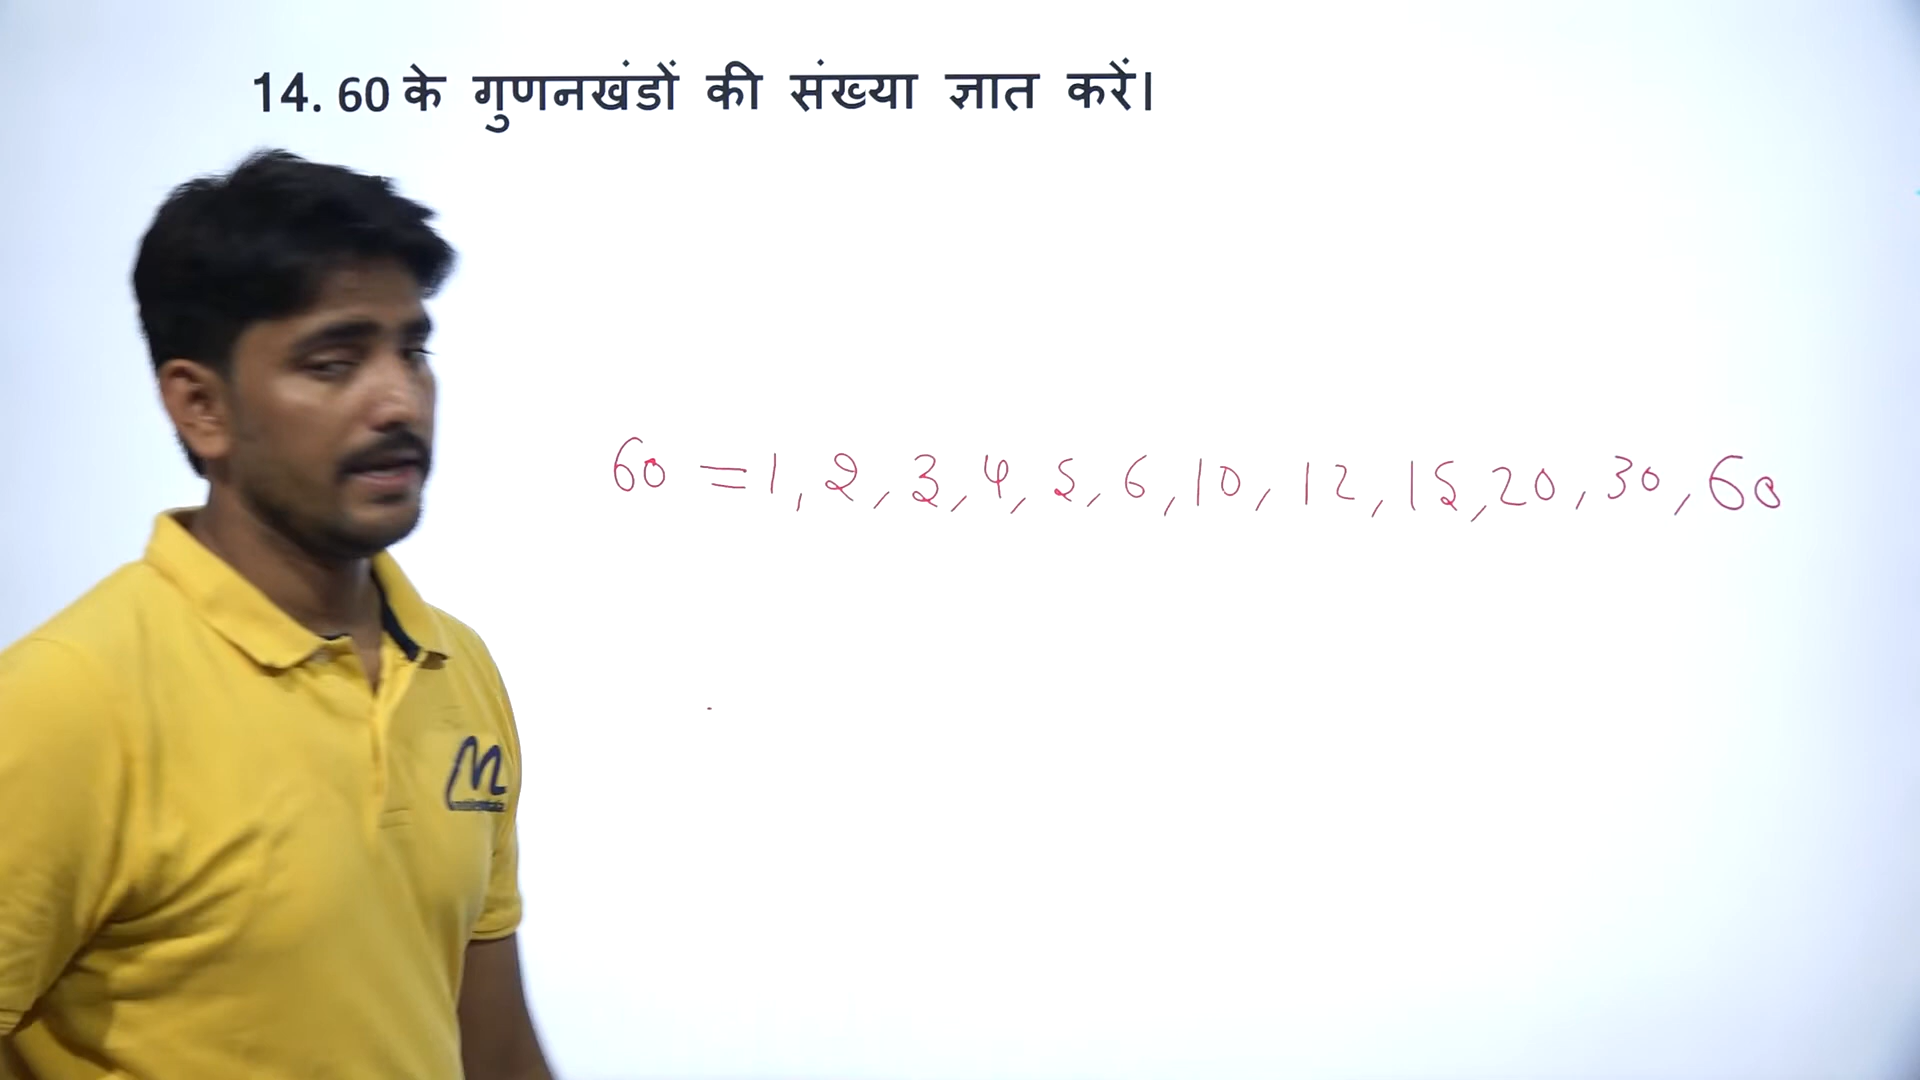 14. 60 के गुणनखंडों की संख्या ज्ञात करें।
60 = 1, 2, 3, 4, 5, 6, 10, 12, 15, 20, 30, 60